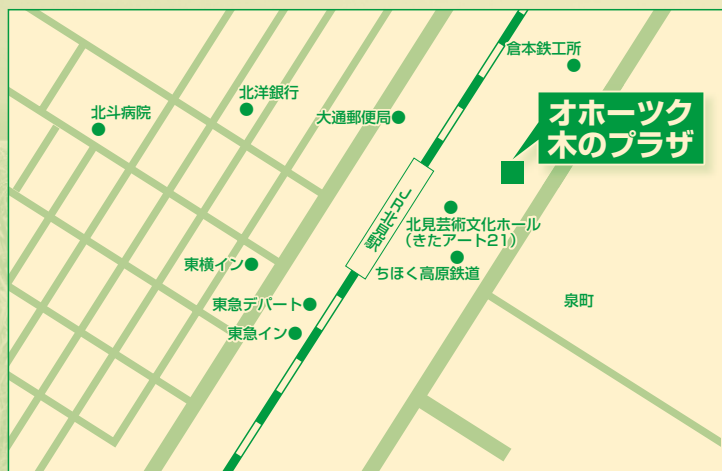 倉本鉄工所
北洋銀行
北斗病院
大通郵便局
オホーツク
木のプラザ
JR北見駅
北見芸術文化ホール
（きたアート21）
東横イン
ちほく高原鉄道
東急デパート
泉町
東急イン